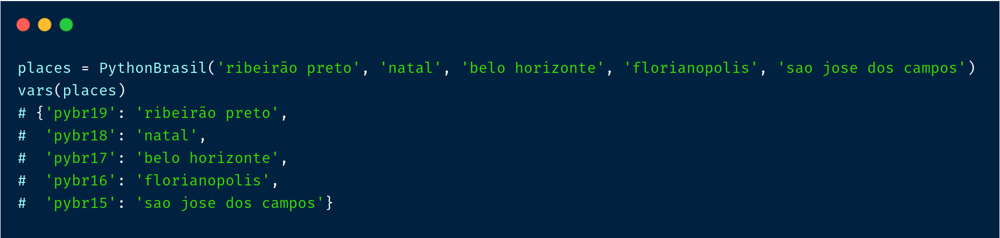 places = PythonBrasil('ribeirão preto', 'natal', 'belo horizonte', 'florianopolis', 'sao jose dos campos')
vars(places)
# {'pybr19': 'ribeirão preto',
#  'pybr18': 'natal',
#  'pybr17': 'belo horizonte',
#  'pybr16': 'florianopolis',
#  'pybr15': 'sao jose dos campos'}